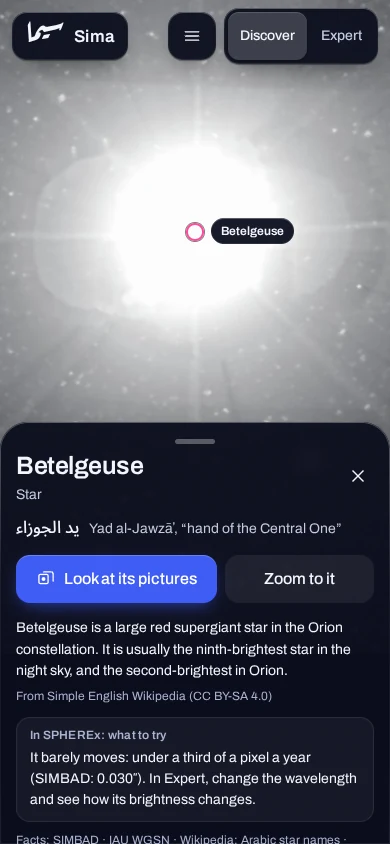 سیما Sima
Discover Expert
Betelgeuse
Betelgeuse
Star
يد الجوزاء Yad al-Jawzāʾ, “hand of the Central One”
Look at its pictures Zoom to it
Betelgeuse is a large red supergiant star in the Orion
constellation. It is usually the ninth-brightest star in the
night sky, and the second-brightest in Orion.
From Simple English Wikipedia (CC BY-SA 4.0)
In SPHEREx: what to try
It barely moves: under a third of a pixel a year
(SIMBAD: 0.030″). In Expert, change the wavelength
and see how its brightness changes.
Facts: SIMBAD · IAU WGSN · Wikipedia: Arabic star names ·